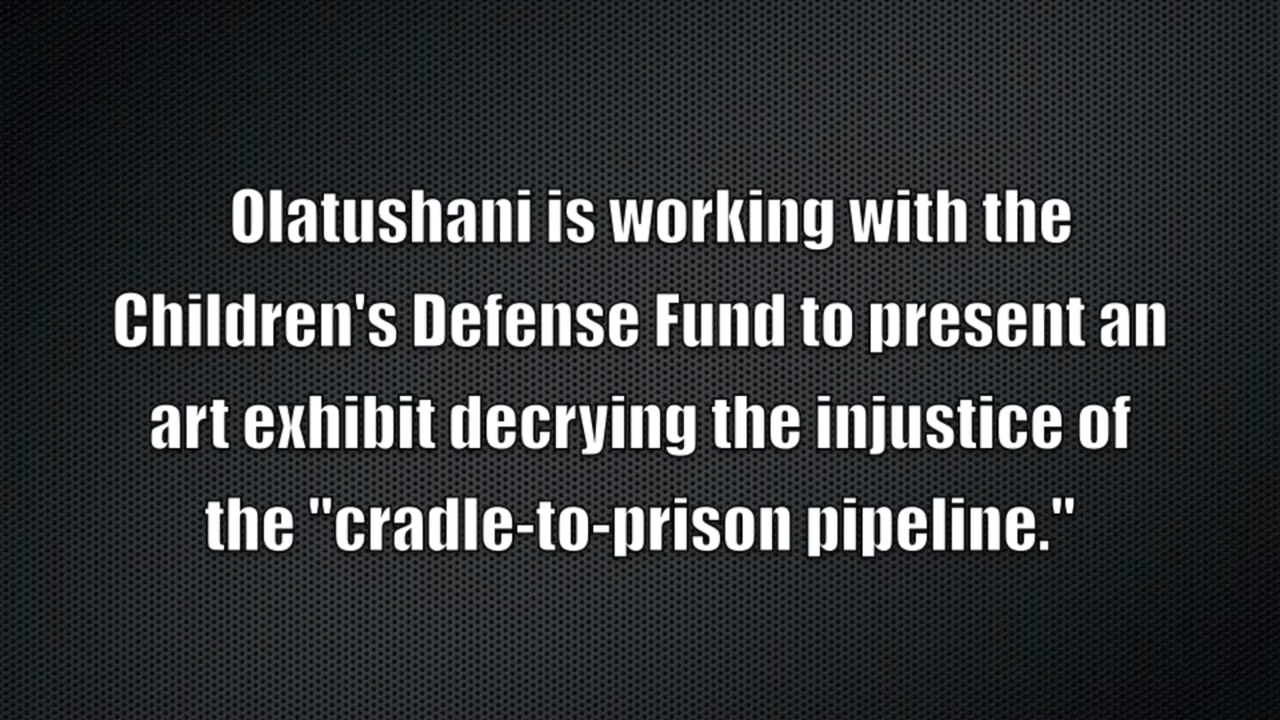 Olatushani is working with the
Children's Defense Fund to present an
art exhibit decrying the injustice of
the "cradle-to-prison pipeline."